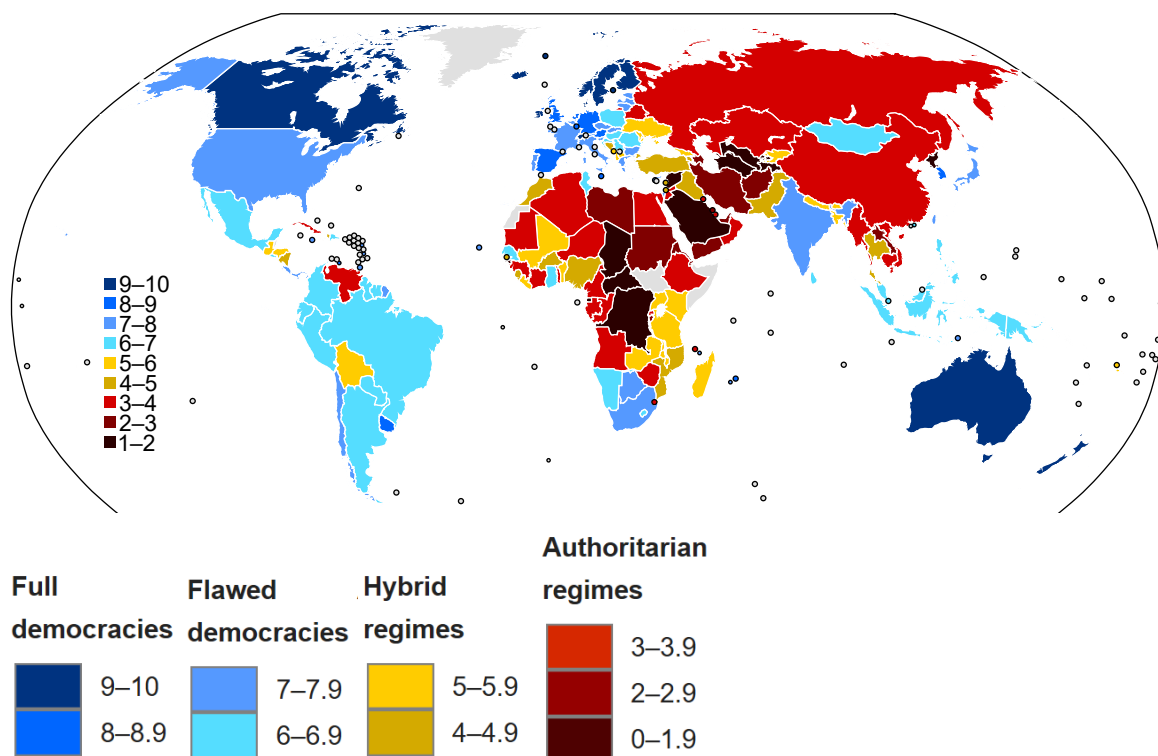 9–10
8–9
7–8
6–7
5–6
4–5
3–4
2–3
1–2
Full
democracies
9–10
8–8.9
Flawed
democracies
7–7.9
6–6.9
Hybrid
regimes
5–5.9
4–4.9
Authoritarian
regimes
3–3.9
2–2.9
0–1.9